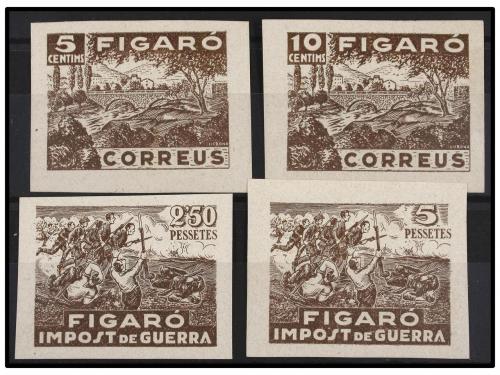 5 CENTIMS FIGARÓ
CORREUS
10 CENTIMS FIGARÓ
CORREUS
2'50
PESSETES
FIGARÓ
IMPOST DE GUERRA
5
PESSETES
FIGARÓ
IMPOST DE GUERRA